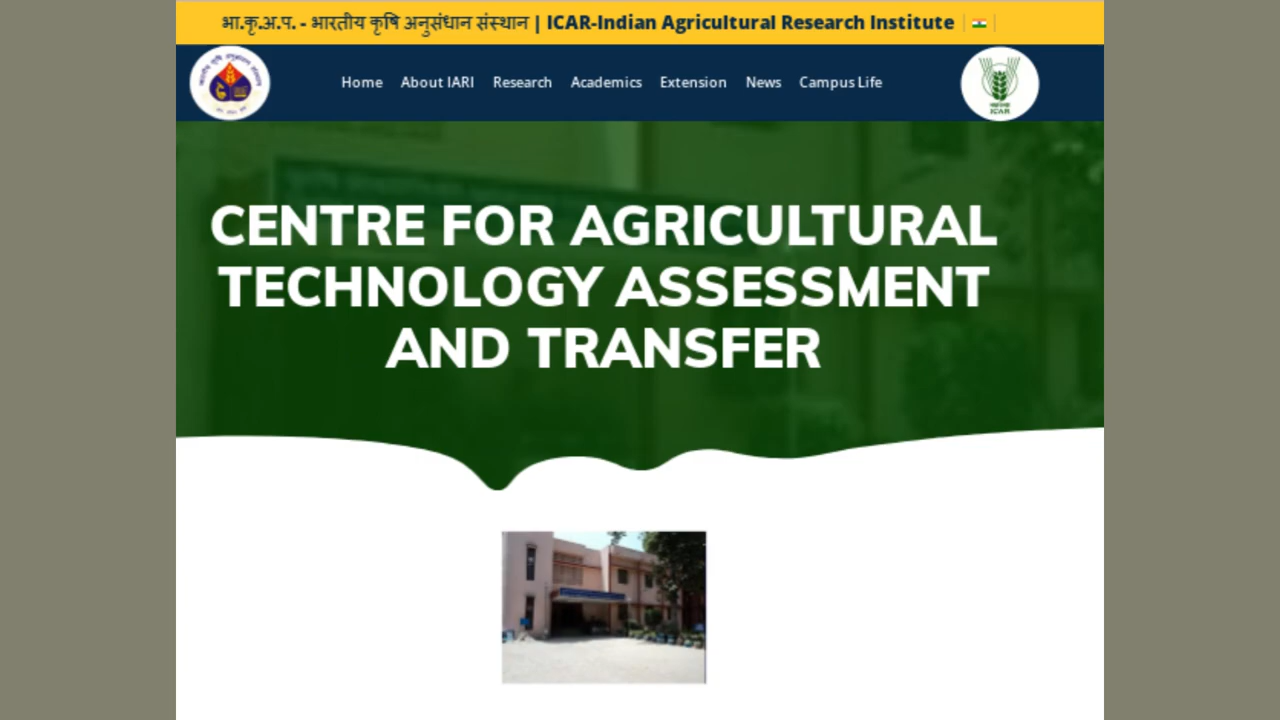 भा.कृ.अ.प. - भारतीय कृषि अनुसंधान संस्थान | ICAR-Indian Agricultural Research Institute
Home About IARI Research Academics Extension News Campus Life
ICAR
CENTRE FOR AGRICULTURAL
TECHNOLOGY ASSESSMENT
AND TRANSFER